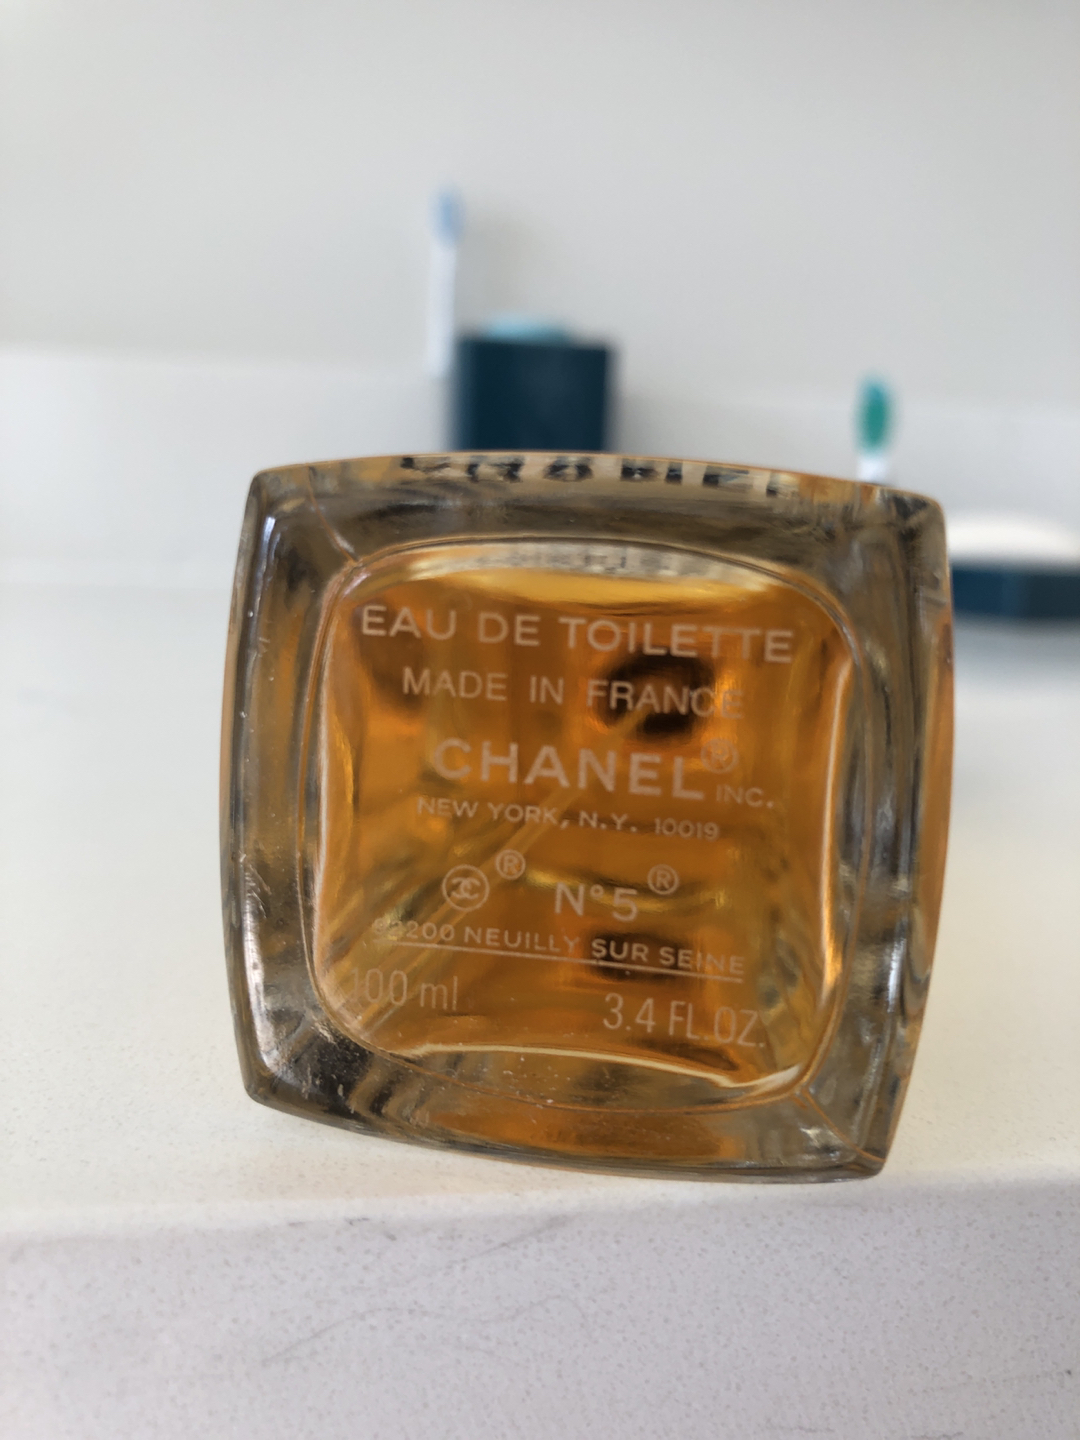 EAU DE TOILETTE
MADE IN FRANCE
CHANEL® INC.
NEW YORK, N.Y. 10019
® N°5®
92200 NEUILLY SUR SEINE
100 ml 3.4 FL.OZ.